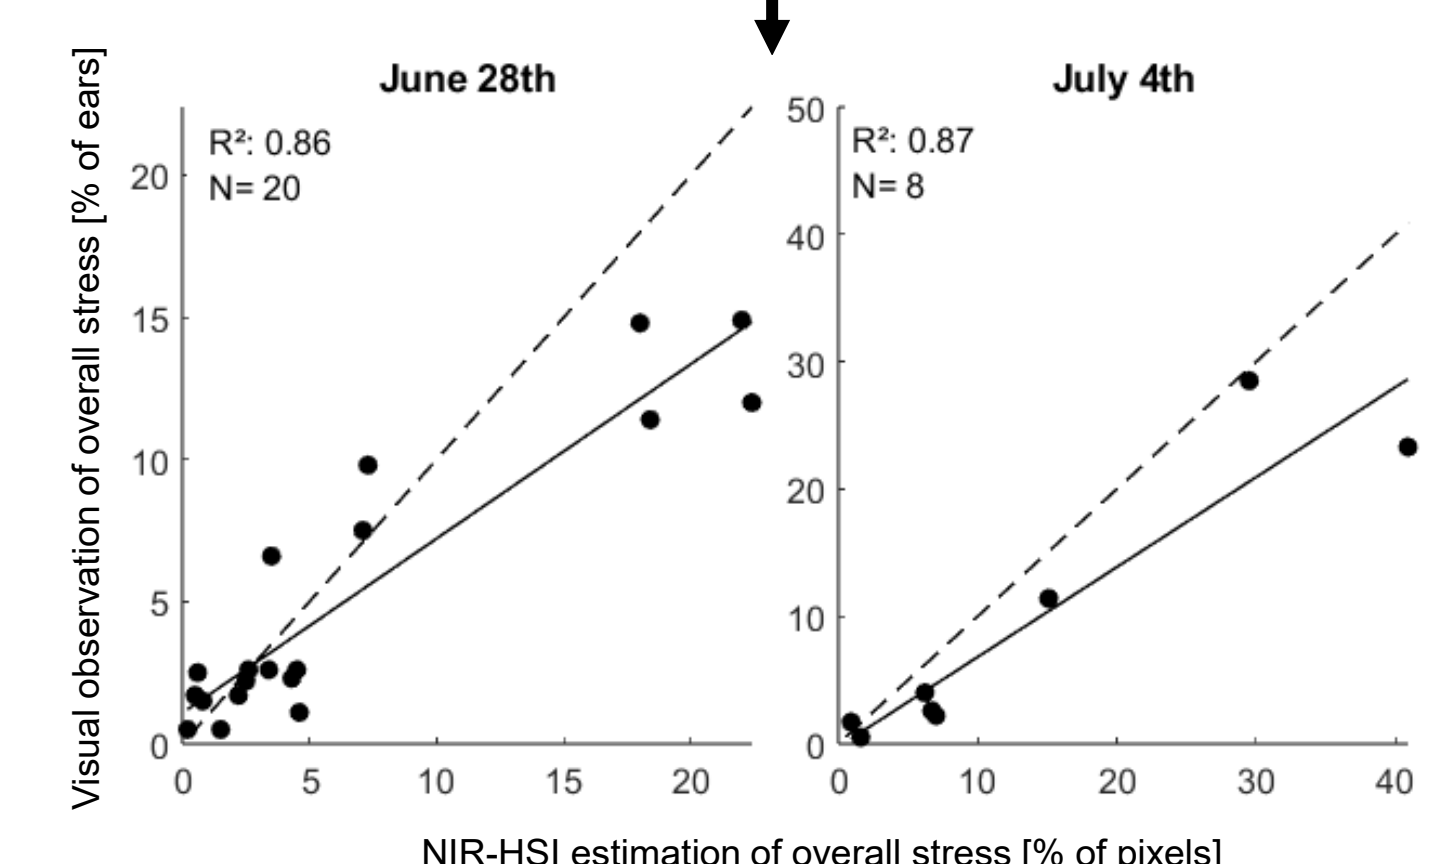 June 28th
July 4th
R²: 0.86
N= 20
R²: 0.87
N= 8
Visual observation of overall stress [% of ears]
20
15
10
5
0
0 5 10 15 20
50
40
30
20
10
0
0 10 20 30 40
NIR-HSI estimation of overall stress [% of pixels]